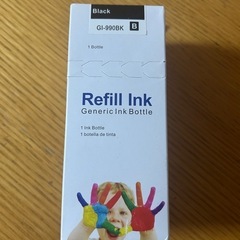 Black
GI-990BK B
1 Bottle
Refill Ink
Generic Ink Bottle
1 Ink Bottle
1 botella de tinta